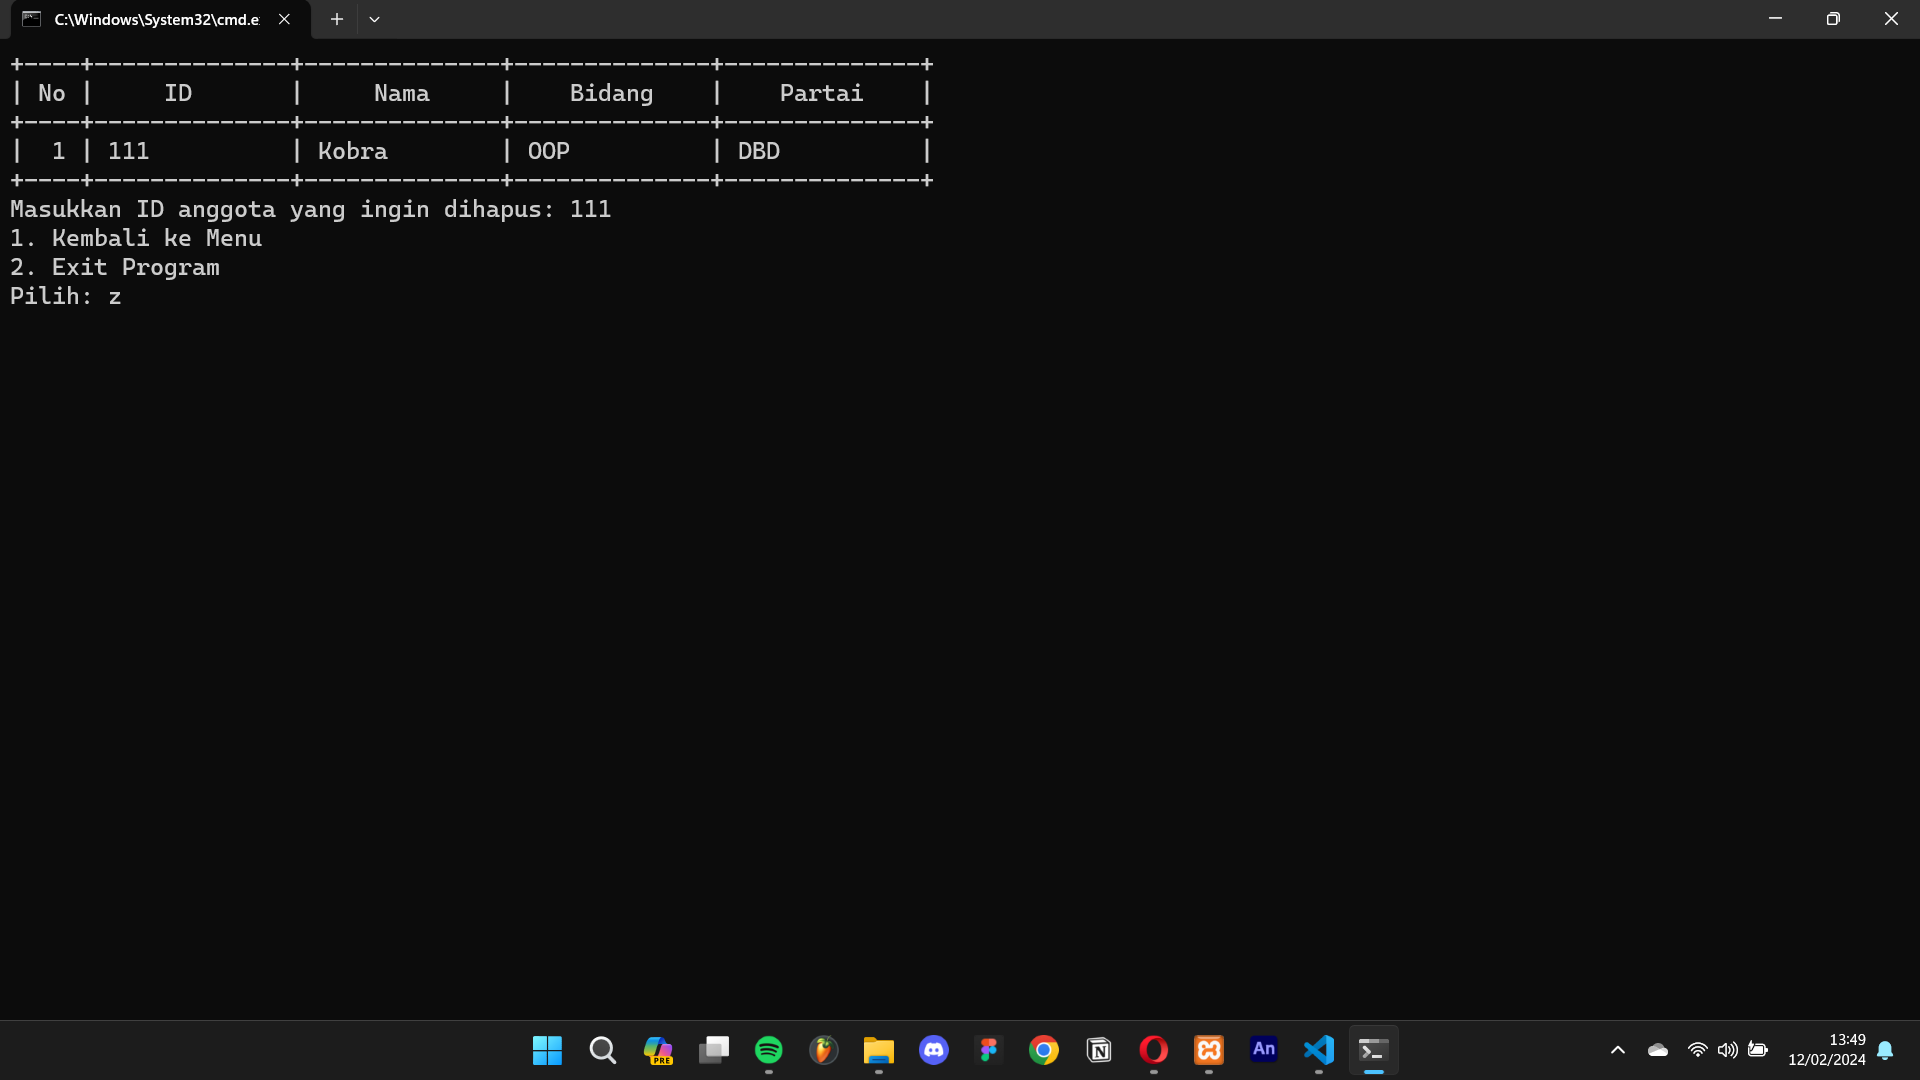 C:\Windows\System32\cmd.e
+----+--------------+--------------+--------------+--------------+
| No |     ID       |     Nama     |    Bidang    |    Partai    |
+----+--------------+--------------+--------------+--------------+
|  1 | 111          | Kobra        | OOP          | DBD          |
+----+--------------+--------------+--------------+--------------+
Masukkan ID anggota yang ingin dihapus: 111
1. Kembali ke Menu
2. Exit Program
Pilih: z
PRE
An
13:49
12/02/2024